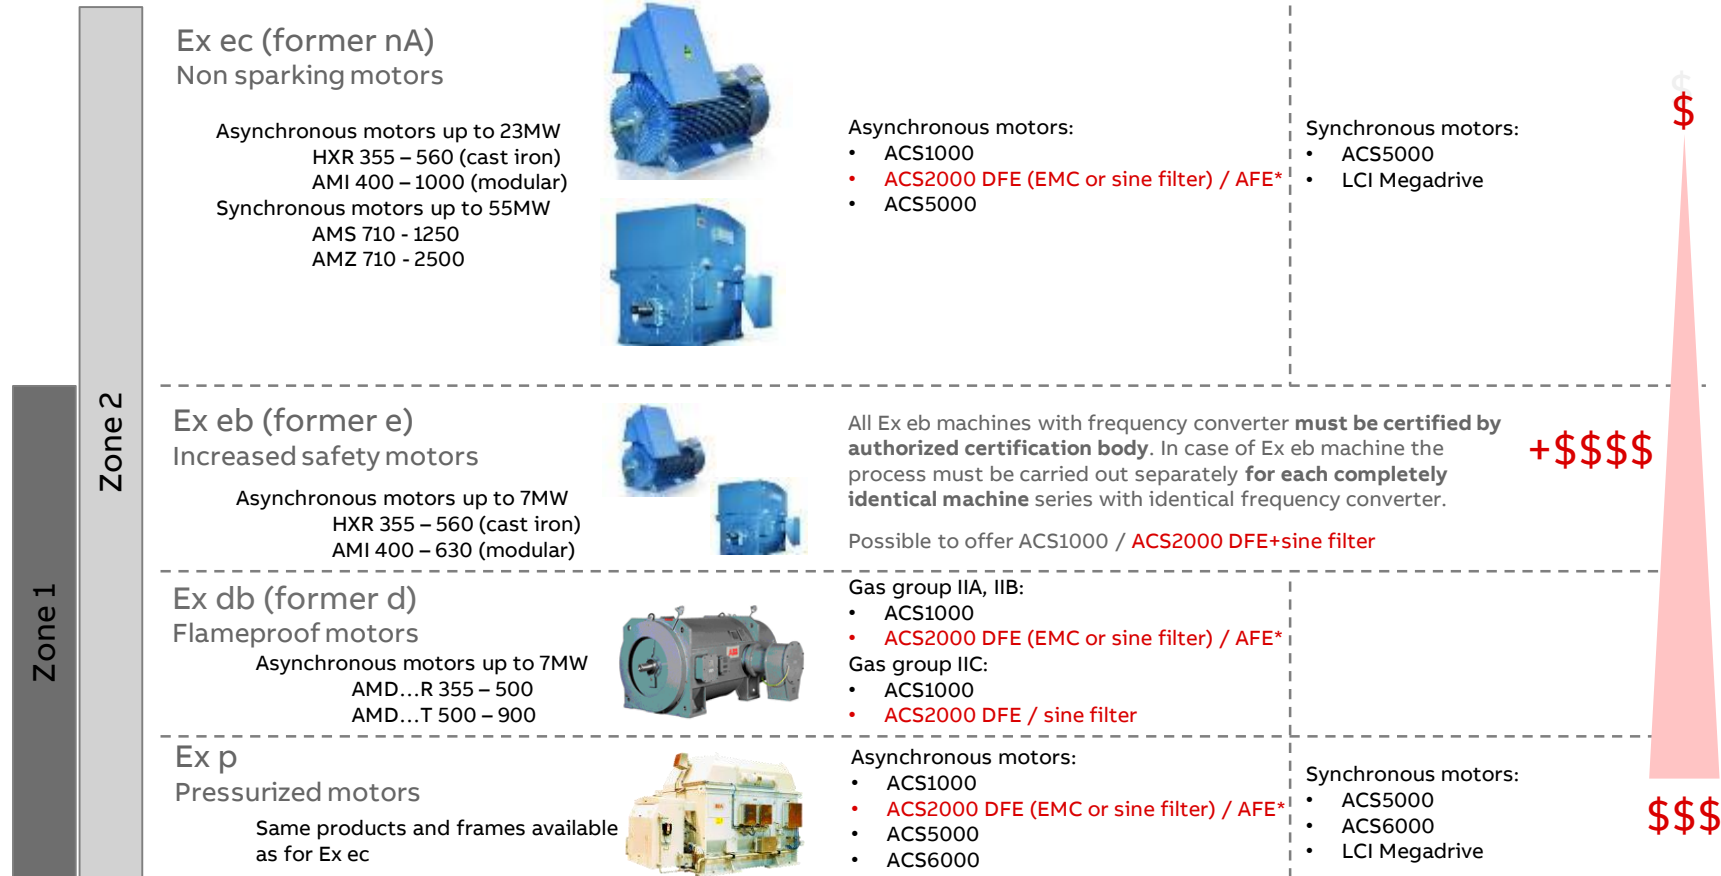 Zone 1
Zone 2
Ex ec (former nA)
Non sparking motors
Asynchronous motors up to 23MW
HXR 355 – 560 (cast iron)
AMI 400 – 1000 (modular)
Synchronous motors up to 55MW
AMS 710 - 1250
AMZ 710 - 2500
Asynchronous motors:
• ACS1000
• ACS2000 DFE (EMC or sine filter) / AFE*
• ACS5000
Synchronous motors:
• ACS5000
• LCI Megadrive
$
$
Ex eb (former e)
Increased safety motors
Asynchronous motors up to 7MW
HXR 355 – 560 (cast iron)
AMI 400 – 630 (modular)
All Ex eb machines with frequency converter must be certified by
authorized certification body. In case of Ex eb machine the
process must be carried out separately for each completely
identical machine series with identical frequency converter.
Possible to offer ACS1000 / ACS2000 DFE+sine filter
+$$$$
Ex db (former d)
Flameproof motors
Asynchronous motors up to 7MW
AMD...R 355 – 500
AMD...T 500 – 900
ABB
Gas group IIA, IIB:
• ACS1000
• ACS2000 DFE (EMC or sine filter) / AFE*
Gas group IIC:
• ACS1000
• ACS2000 DFE / sine filter
Ex p
Pressurized motors
Same products and frames available
as for Ex ec
Asynchronous motors:
• ACS1000
• ACS2000 DFE (EMC or sine filter) / AFE*
• ACS5000
• ACS6000
Synchronous motors:
• ACS5000
• ACS6000
• LCI Megadrive
$$$